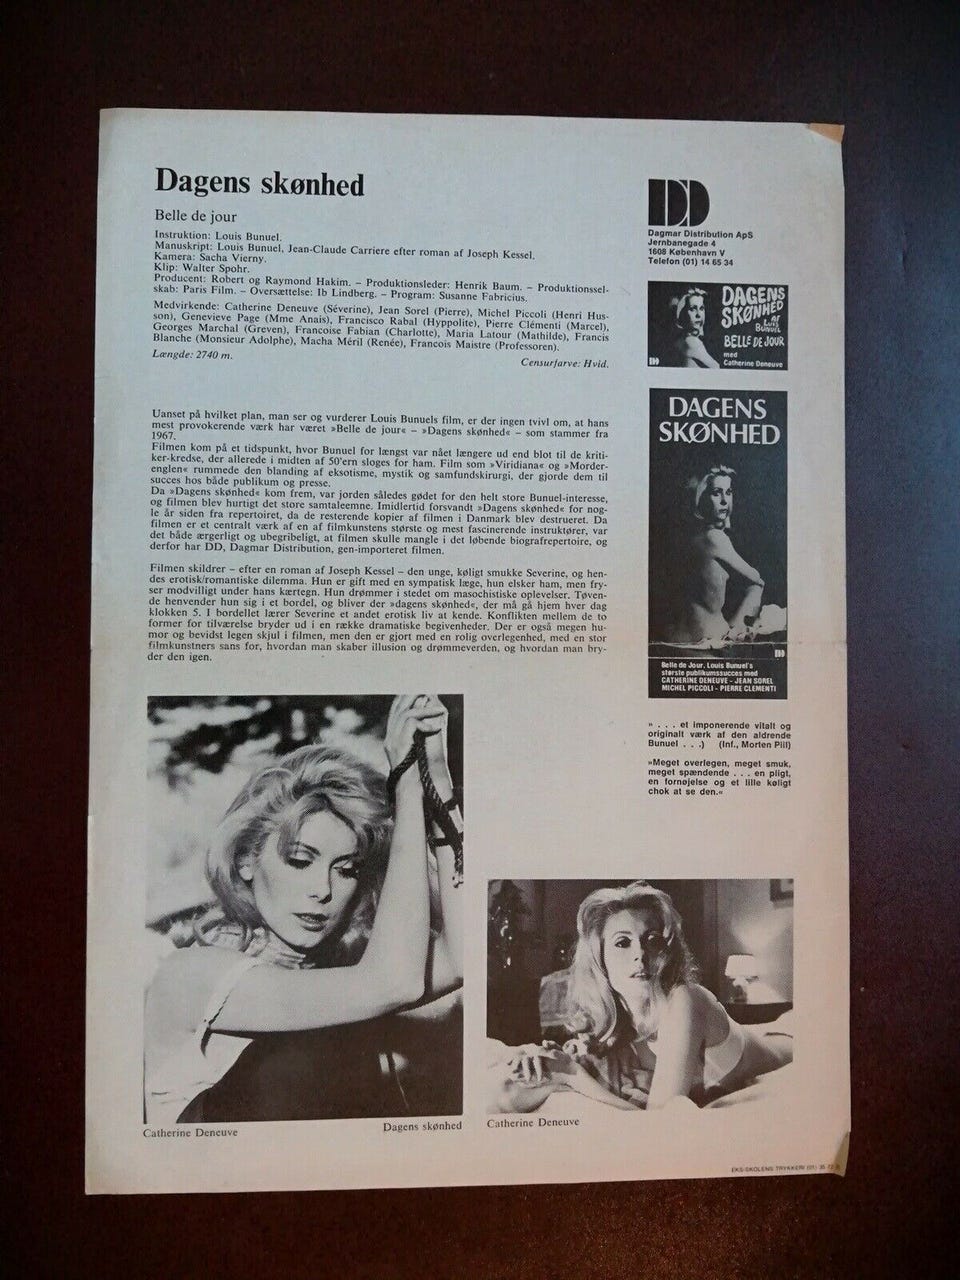 Dagens skønhed
Belle de jour
Instruktion: Louis Bunuel.
Manuskript: Louis Bunuel, Jean-Claude Carriere efter roman af Joseph Kessel.
Kamera: Sacha Vierny.
Klip: Walter Spohr.
Producent: Robert og Raymond Hakim. – Produktionsleder: Henrik Baum. – Produktionssel-
skab: Paris Film. – Oversættelse: Ib Lindberg. – Program: Susanne Fabricius.
Medvirkende: Catherine Deneuve (Séverine), Jean Sorel (Pierre), Michel Piccoli (Henri Hus-
son), Genevieve Page (Mme Anais), Francisco Rabal (Hyppolite), Pierre Clémenti (Marcel),
Georges Marchal (Greven), Francoise Fabian (Charlotte), Maria Latour (Mathilde), Francis
Blanche (Monsieur Adolphe), Macha Méril (Renée), Francois Maistre (Professoren).
Længde: 2740 m.
Censurfarve: Hvid.
Uanset på hvilket plan, man ser og vurderer Louis Bunuels film, er der ingen tvivl om, at hans
mest provokerende værk har været »Belle de jour« – »Dagens skønhed« – som stammer fra
1967.
Filmen kom på et tidspunkt, hvor Bunuel for længst var nået længere ud end blot til de kriti-
ker-kredse, der allerede i midten af 50'ern sloges for ham. Film som »Viridiana« og »Morder-
englen« rummede den blanding af eksotisme, mystik og samfundskirurgi, der gjorde dem til
succes hos både publikum og presse.
Da »Dagens skønhed« kom frem, var jorden således gødet for den helt store Bunuel-interesse,
og filmen blev hurtigt det store samtaleemne. Imidlertid forsvandt »Dagens skønhed« for nog-
le år siden fra repertoiret, da de resterende kopier af filmen i Danmark blev destrueret. Da
filmen er et centralt værk af en af filmkunstens største og mest fascinerende instruktører, var
det både ærgerligt og ubegribeligt, at filmen skulle mangle i det løbende biografrepertoire, og
derfor har DD, Dagmar Distribution, gen-importeret filmen.
Filmen skildrer – efter en roman af Joseph Kessel – den unge, køligt smukke Severine, og hen-
des erotisk/romantiske dilemma. Hun er gift med en sympatisk læge, hun elsker ham, men fry-
ser modvilligt under hans kærtegn. Hun drømmer i stedet om masochistiske oplevelser. Tøven-
de henvender hun sig i et bordel, og bliver der »dagens skønhed«, der må gå hjem hver dag
klokken 5. I bordellet lærer Severine et andet erotisk liv at kende. Konflikten mellem de to
former for tilværelse bryder ud i en række dramatiske begivenheder. Der er også megen hu-
mor og bevidst legen skjul i filmen, men den er gjort med en rolig overlegenhed, med en stor
filmkunstners sans for, hvordan man skaber illusion og drømmeverden, og hvordan man bry-
der den igen.
Catherine Deneuve
Dagens skønhed
DD
Dagmar Distribution ApS
Jernbanegade 4
1608 København V
Telefon (01) 14 65 34
DAGENS
SKØNHED
af
Luis
Bunuel
BELLE DE JOUR
med
Catherine Deneuve
DAGENS
SKØNHED
Belle de Jour, Louis Bunuel's
største publikumssucces med
CATHERINE DENEUVE - JEAN SOREL
MICHEL PICCOLI - PIERRE CLEMENTI
» . . . et imponerende vitalt og
originalt værk af den aldrende
Bunuel . . .) (Inf., Morten Piil)
»Meget overlegen, meget smuk,
meget spændende . . . en pligt,
en fornøjelse og et lille køligt
chok at se den.«
Catherine Deneuve
EKS-SKOLENS TRYKKERI (01) 35 72